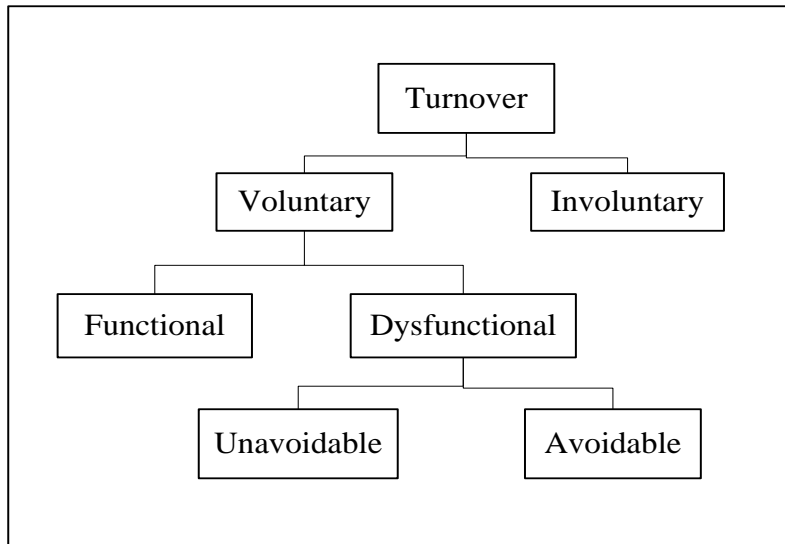 Turnover
Voluntary
Involuntary
Functional
Dysfunctional
Unavoidable
Avoidable